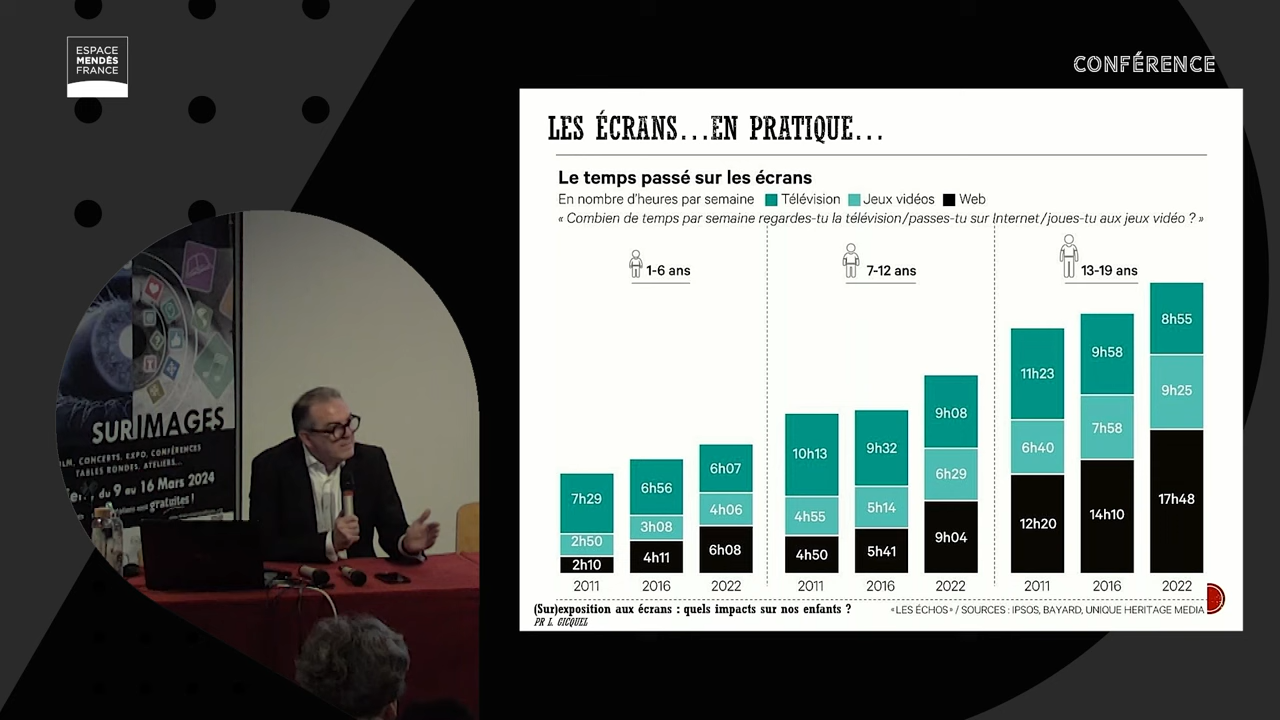 ESPACE
MENDÈS
FRANCE
CONFÉRENCE
LES ÉCRANS...EN PRATIQUE...
Le temps passé sur les écrans
En nombre d'heures par semaine Télévision Jeux vidéos Web
« Combien de temps par semaine regardes-tu la télévision/passes-tu sur Internet/joues-tu aux jeux vidéo ? »
1-6 ans
7-12 ans
13-19 ans
7h29
2h50
2h10
2011
6h56
3h08
4h11
2016
6h07
4h06
6h08
2022
10h13
4h55
4h50
2011
9h32
5h14
5h41
2016
9h08
6h29
9h04
2022
11h23
6h40
12h20
2011
9h58
7h58
14h10
2016
8h55
9h25
17h48
2022
(Sur)exposition aux écrans : quels impacts sur nos enfants ?
PR L. GICQUEL
«LES ÉCHOS» / SOURCES : IPSOS, BAYARD, UNIQUE HERITAGE MEDIA
SUR IMAGES
CONCERTS, EXPO, CONFÉRENCES
TABLES RONDES, ATELIERS...
du 9 au 16 Mars 2024
gratuites !